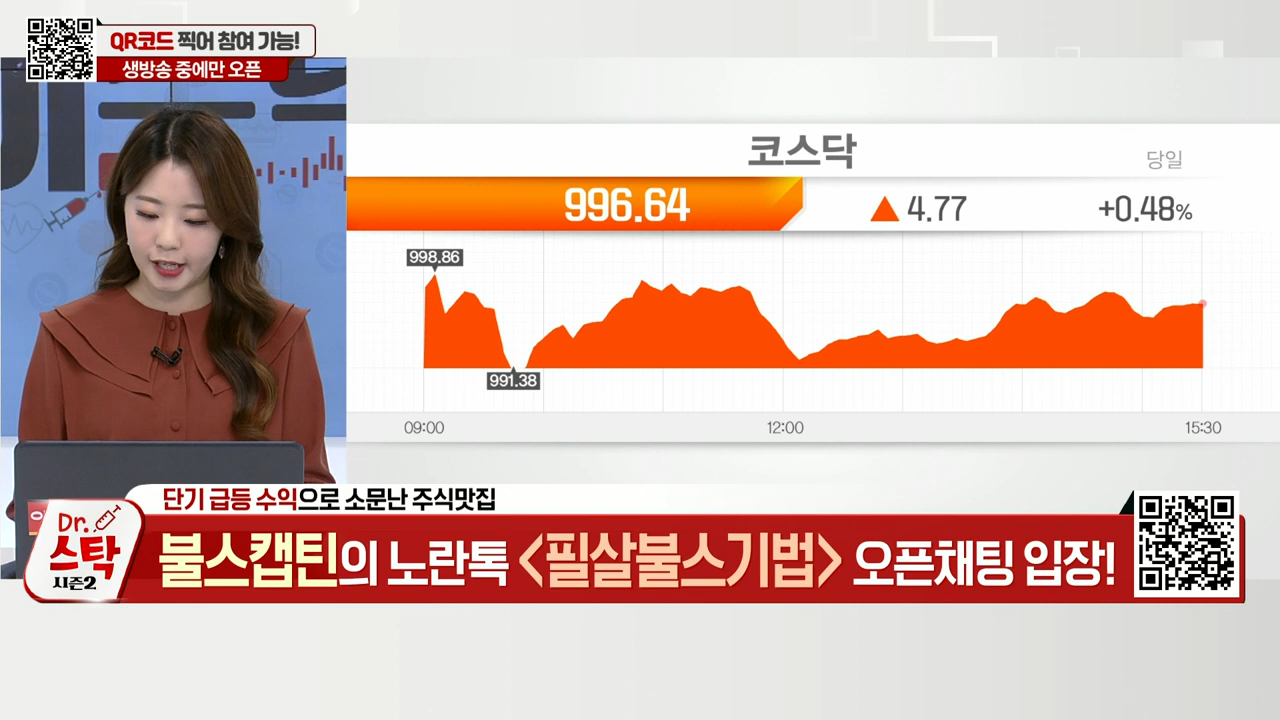 QR코드 찍어 참여 가능!
생방송 중에만 오픈
코스닥
당일
996.64
▲ 4.77
+0.48%
998.86
991.38
09:00
12:00
15:30
단기 급등 수익으로 소문난 주식맛집
Dr.
스탁
시즌2
불스캡틴의 노란톡 <필살불스기법> 오픈채팅 입장!